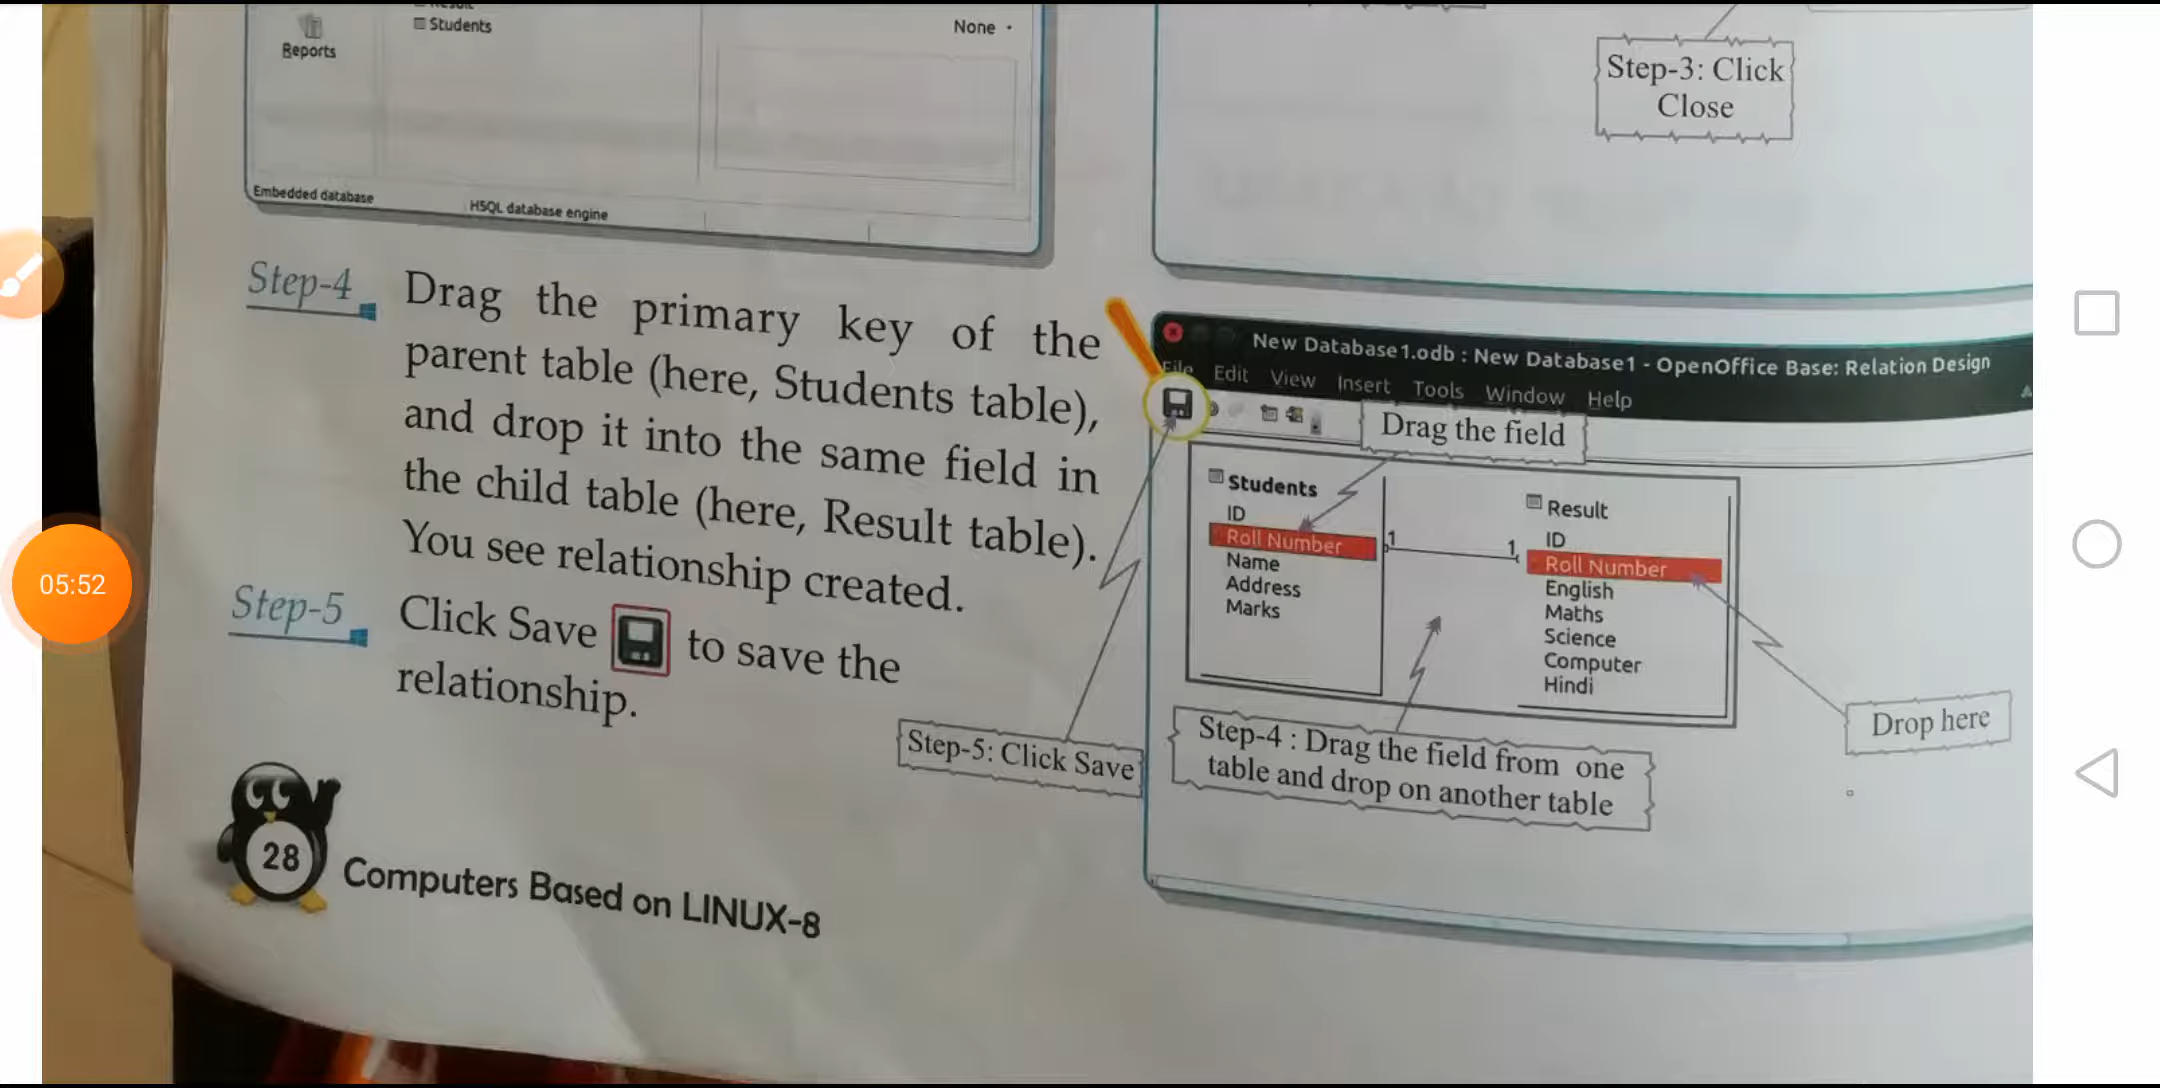 Students
Reports
None
Embedded database
HSQL database engine
Step-3: Click
Close
Step-4 Drag the primary key of the
parent table (here, Students table),
and drop it into the same field in
the child table (here, Result table).
You see relationship created.
Step-5 Click Save to save the
relationship.
New Database1.odb : New Database1 - OpenOffice Base: Relation Design
File Edit View Insert Tools Window Help
Drag the field
Students
ID
Roll Number
Name
Address
Marks
1
1
Result
ID
Roll Number
English
Maths
Science
Computer
Hindi
Drop here
Step-5: Click Save
Step-4 : Drag the field from one
table and drop on another table
28
Computers Based on LINUX-8
05:52